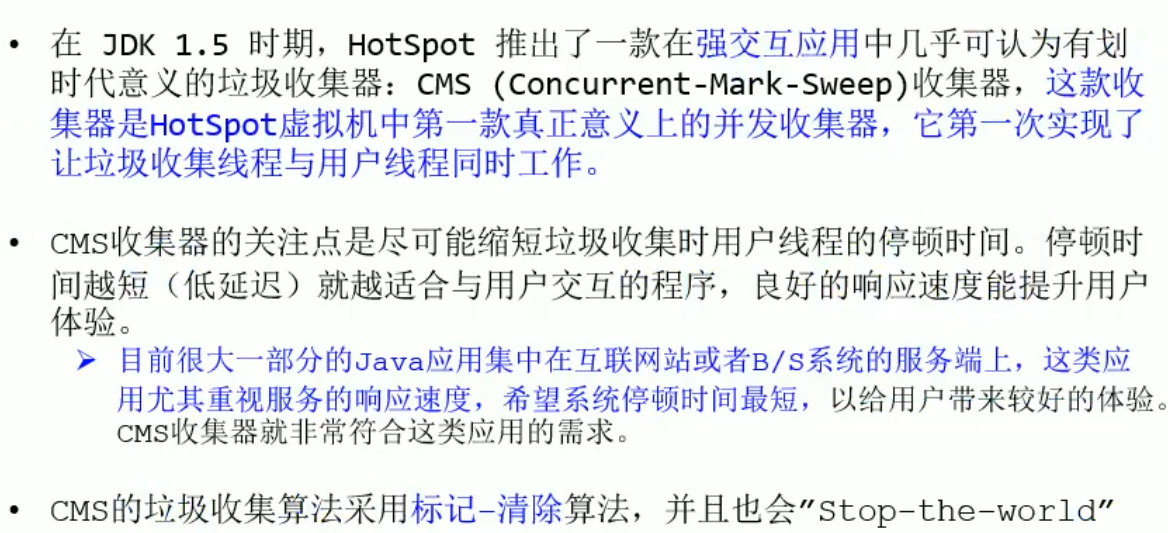 • 在 JDK 1.5 时期，HotSpot 推出了一款在强交互应用中几乎可认为有划
时代意义的垃圾收集器：CMS (Concurrent-Mark-Sweep)收集器，这款收
集器是HotSpot虚拟机中第一款真正意义上的并发收集器，它第一次实现了
让垃圾收集线程与用户线程同时工作。
• CMS收集器的关注点是尽可能缩短垃圾收集时用户线程的停顿时间。停顿时
间越短（低延迟）就越适合与用户交互的程序，良好的响应速度能提升用户
体验。
➢ 目前很大一部分的Java应用集中在互联网站或者B/S系统的服务端上，这类应
用尤其重视服务的响应速度，希望系统停顿时间最短，以给用户带来较好的体验。
CMS收集器就非常符合这类应用的需求。
• CMS的垃圾收集算法采用标记-清除算法，并且也会”Stop-the-world”